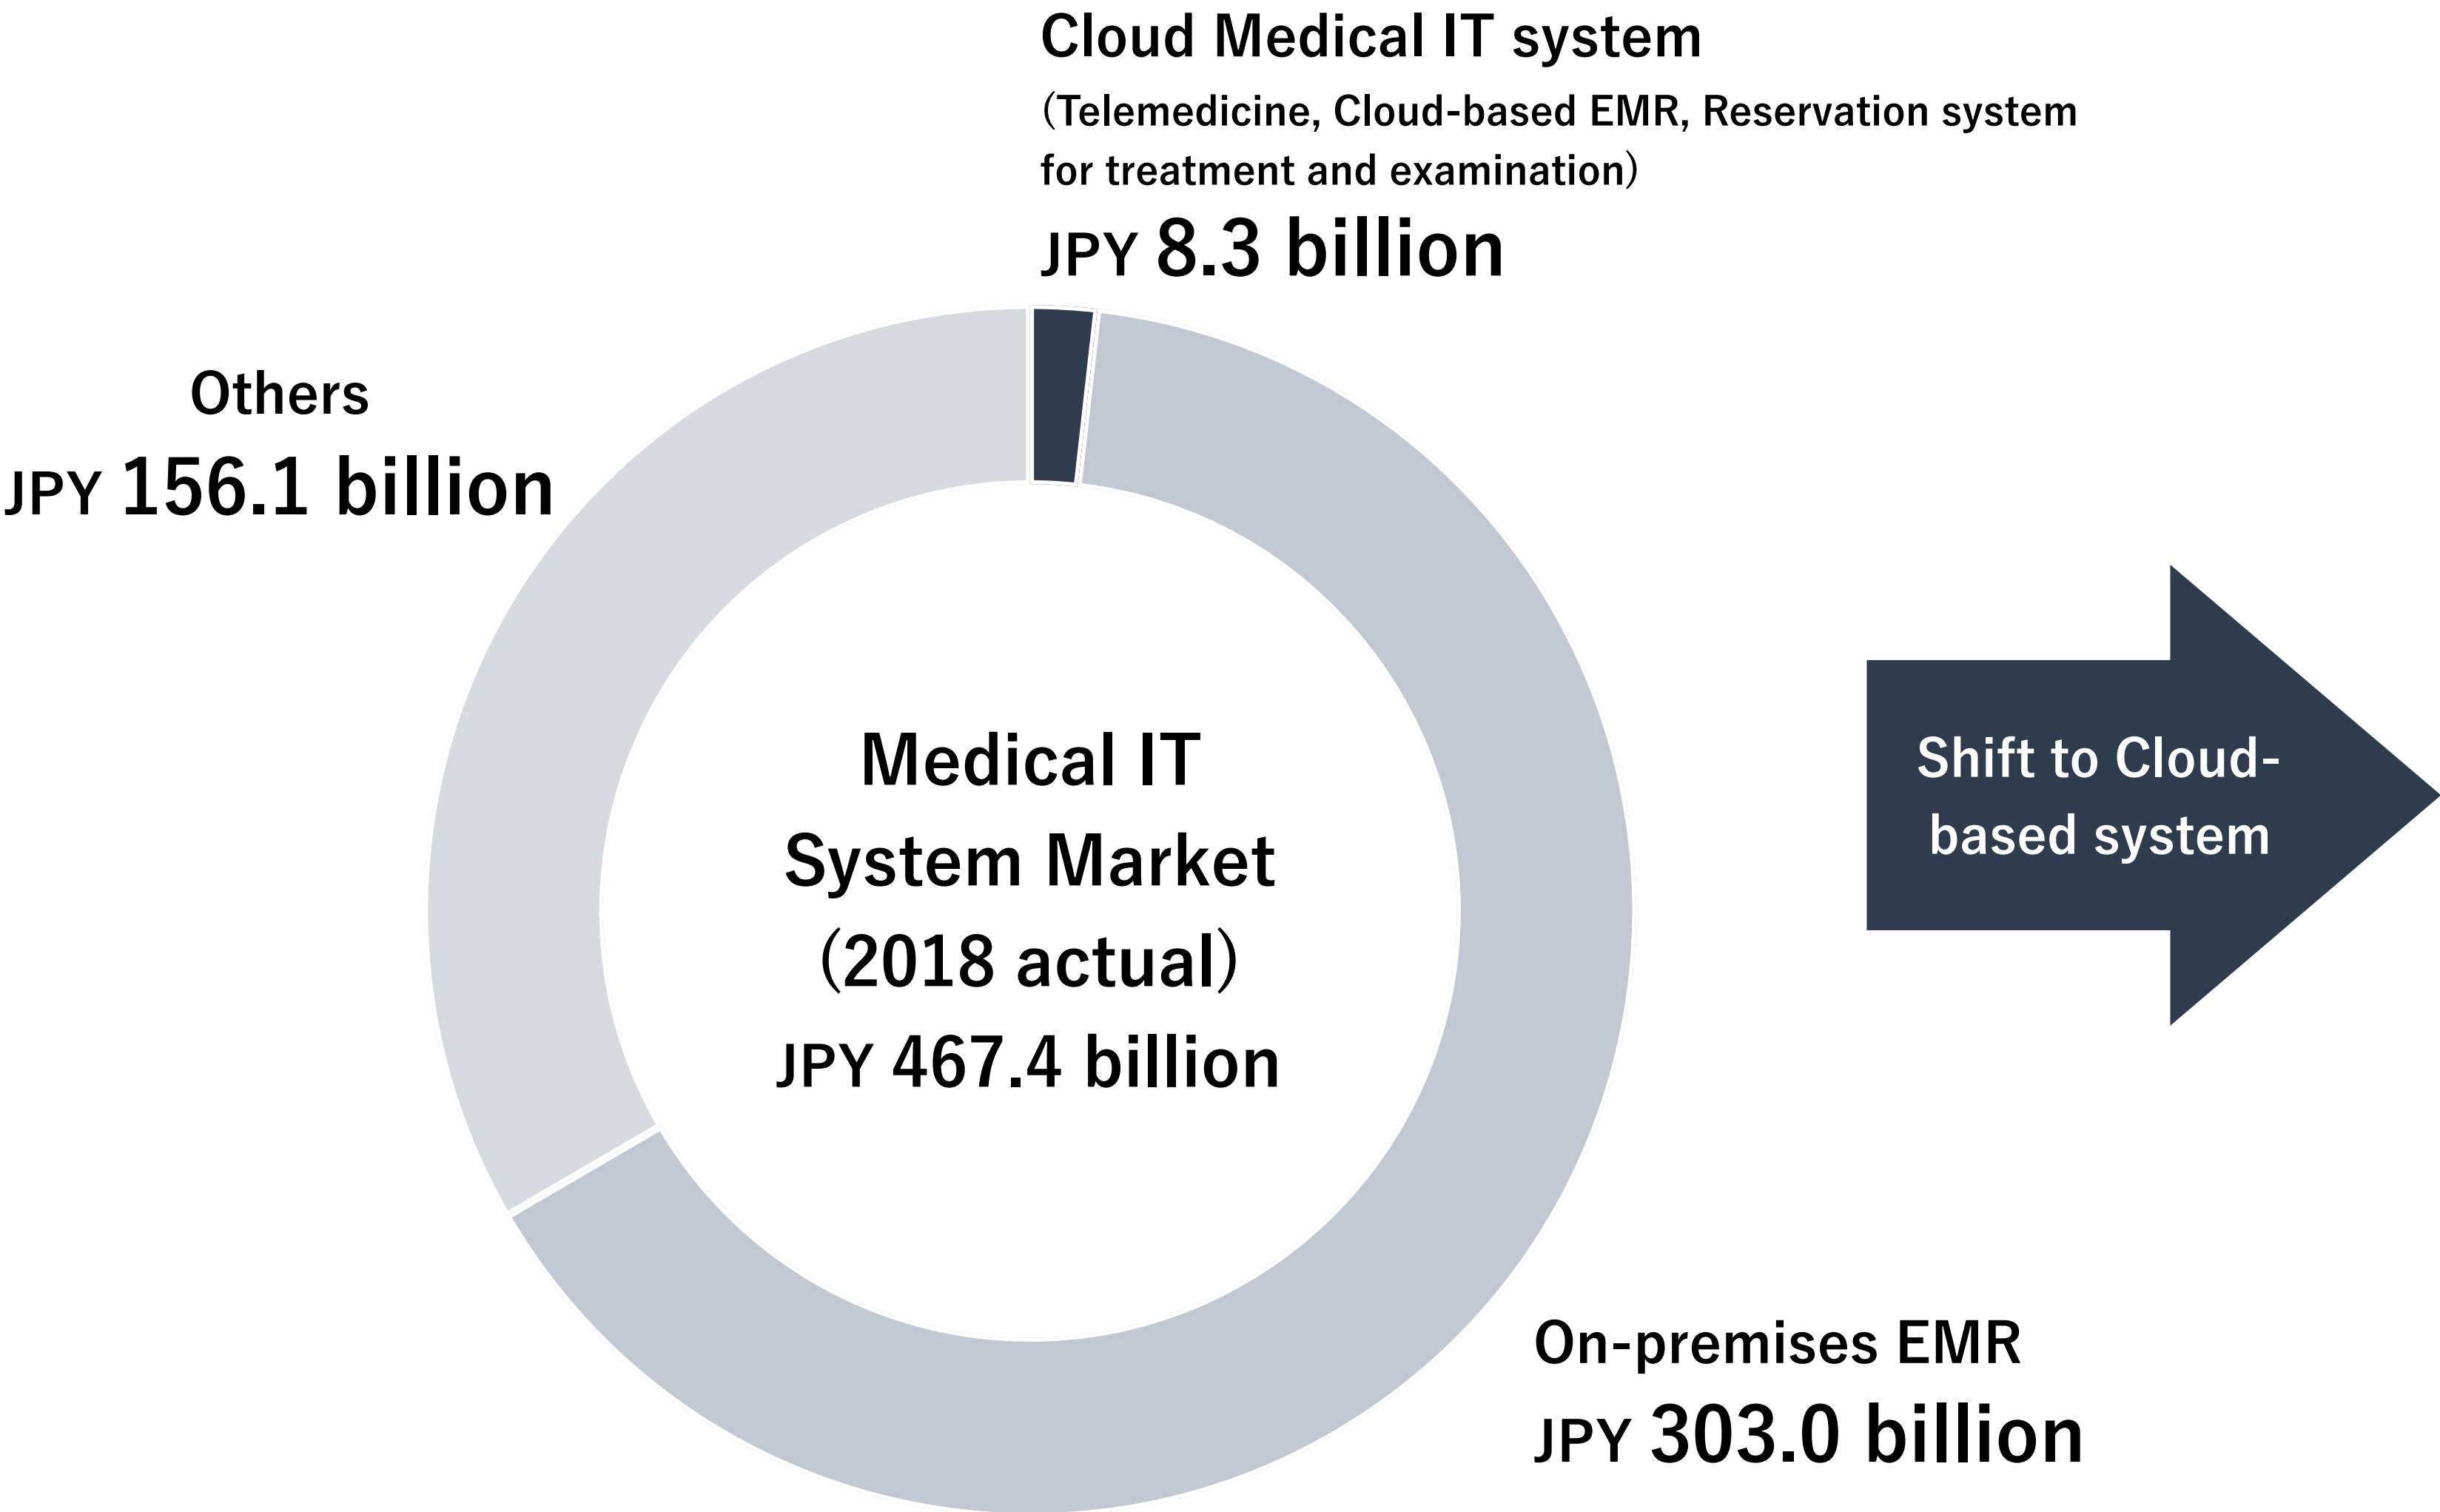 Cloud Medical IT system
（Telemedicine, Cloud-based EMR, Reservation system
for treatment and examination）
JPY 8.3 billion
Others
JPY 156.1 billion
Medical IT
System Market
（2018 actual）
JPY 467.4 billion
Shift to Cloud-
based system
On-premises EMR
JPY 303.0 billion